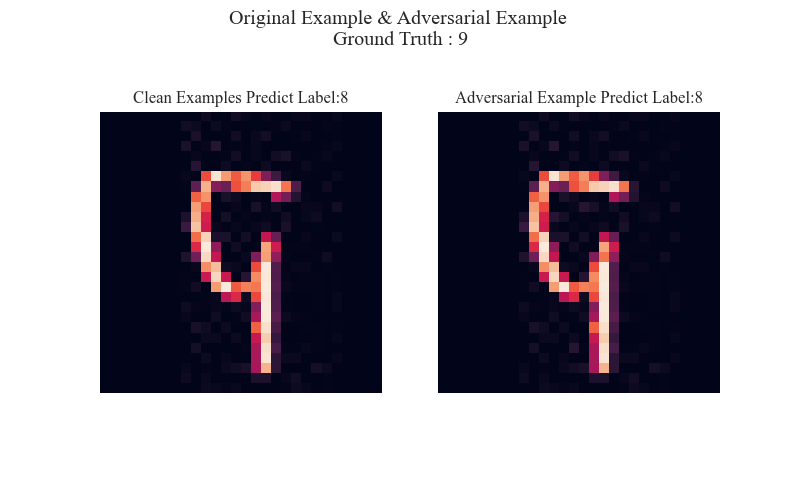 Original Example & Adversarial Example
Ground Truth : 9
Clean Examples Predict Label:8
Adversarial Example Predict Label:8